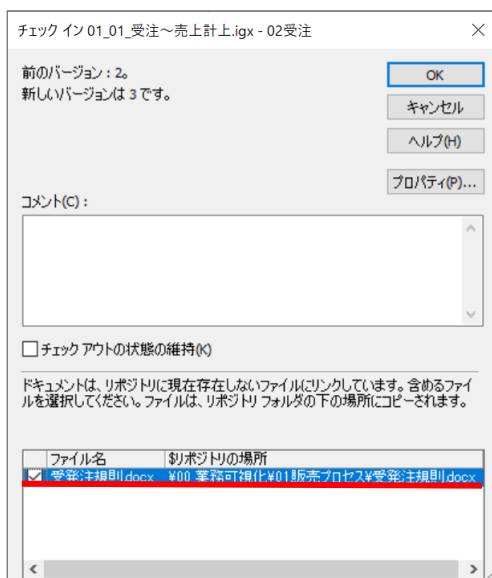 チェック イン 01_01_受注～売上計上.igx - 02受注
前のバージョン : 2。
新しいバージョンは 3 です。
OK
キャンセル
ヘルプ(H)
プロパティ(P)...
コメント(C) :
チェック アウトの状態の維持(K)
ドキュメントは、リポジトリに現在存在しないファイルにリンクしています。含めるファイ
ルを選択してください。ファイルは、リポジトリ フォルダの下の場所にコピーされます。
ファイル名 $リポジトリの場所
受発注規則.docx ¥00_業務可視化¥01販売プロセス¥受発注規則.docx